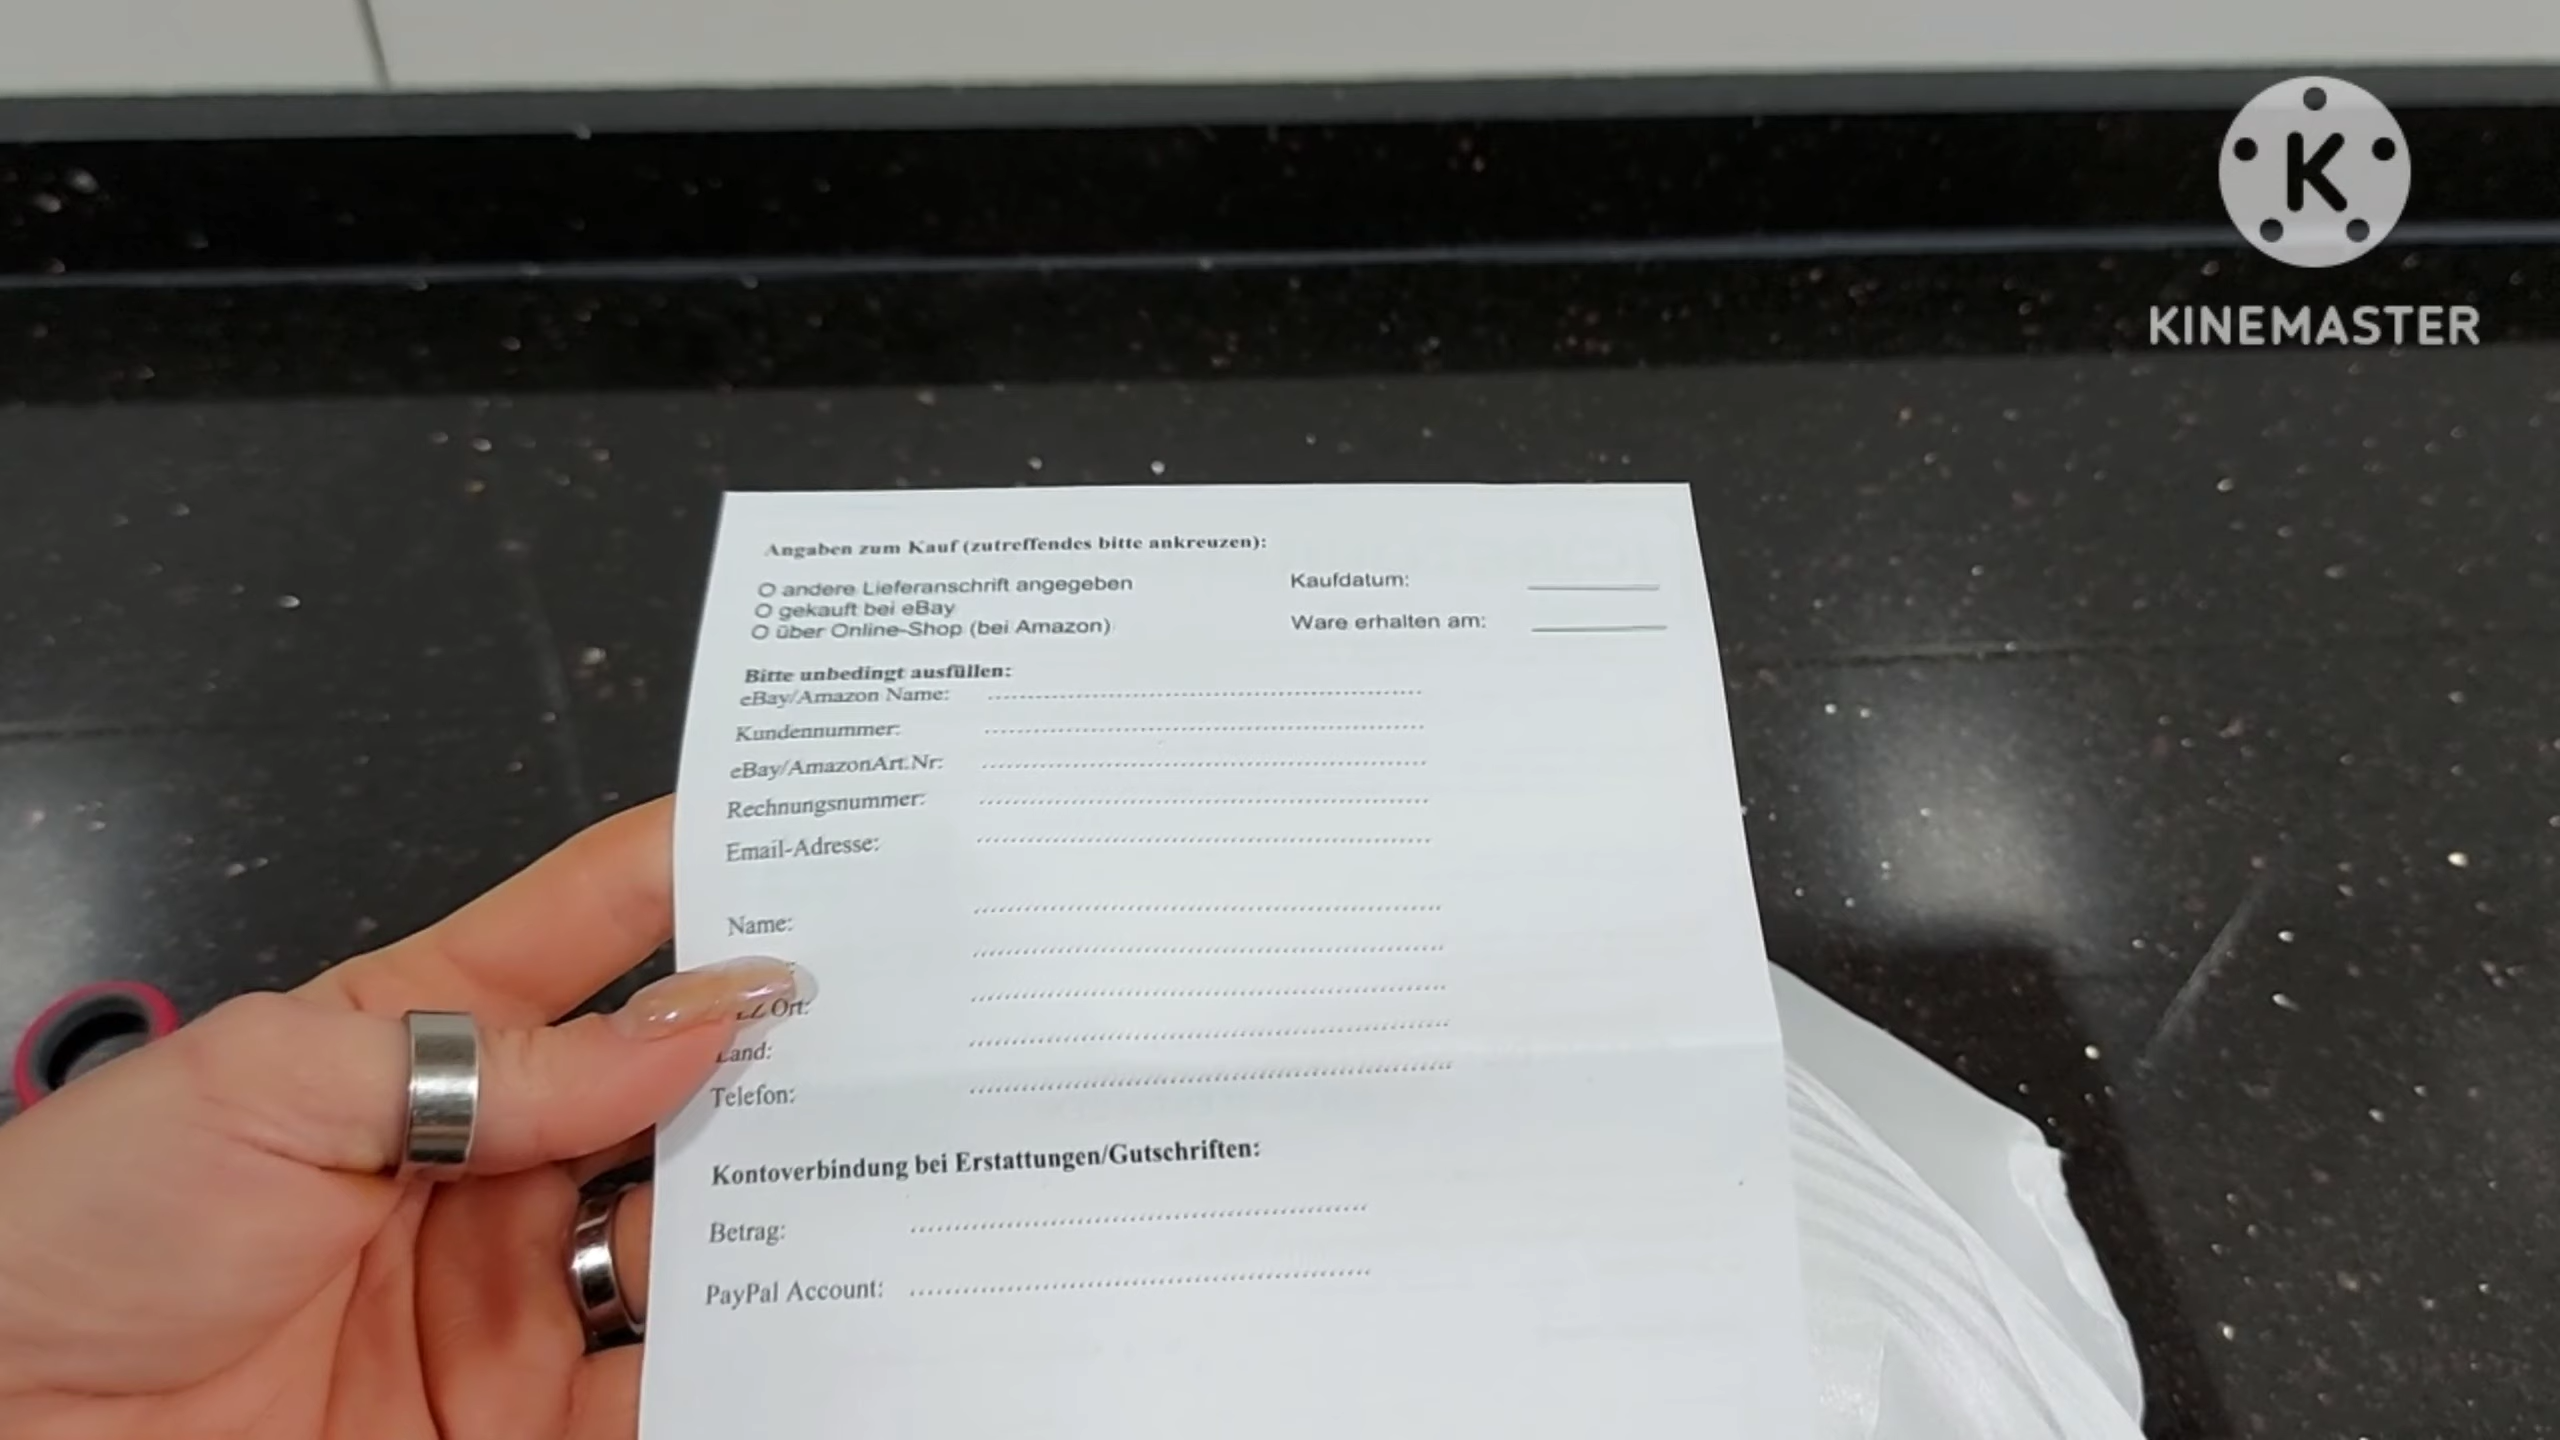 K
KINEMASTER
Angaben zum Kauf (zutreffendes bitte ankreuzen):
O andere Lieferanschrift angegeben
Kaufdatum:
O gekauft bei eBay
O über Online-Shop (bei Amazon)
Ware erhalten am:
Bitte unbedingt ausfüllen:
eBay/Amazon Name:
Kundennummer:
eBay/AmazonArt.Nr:
Rechnungsnummer:
Email-Adresse:
Name:
Ort:
Land:
Telefon:
Kontoverbindung bei Erstattungen/Gutschriften:
Betrag:
PayPal Account: